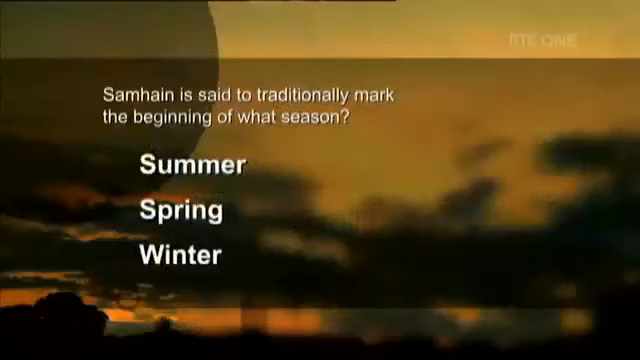 RTÉ ONE
Samhain is said to traditionally mark
the beginning of what season?
Summer
Spring
Winter